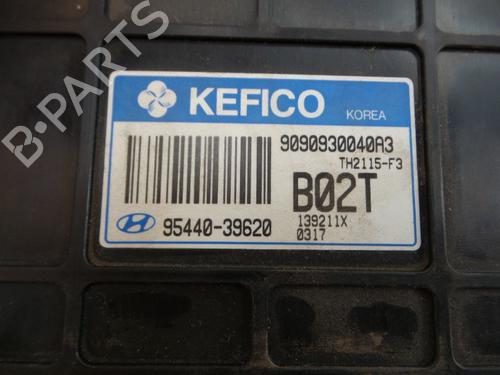 B-PARTS
KEFICO
KOREA
9090930040A3
TH2115-F3
B02T
95440-39620
139211X
0317